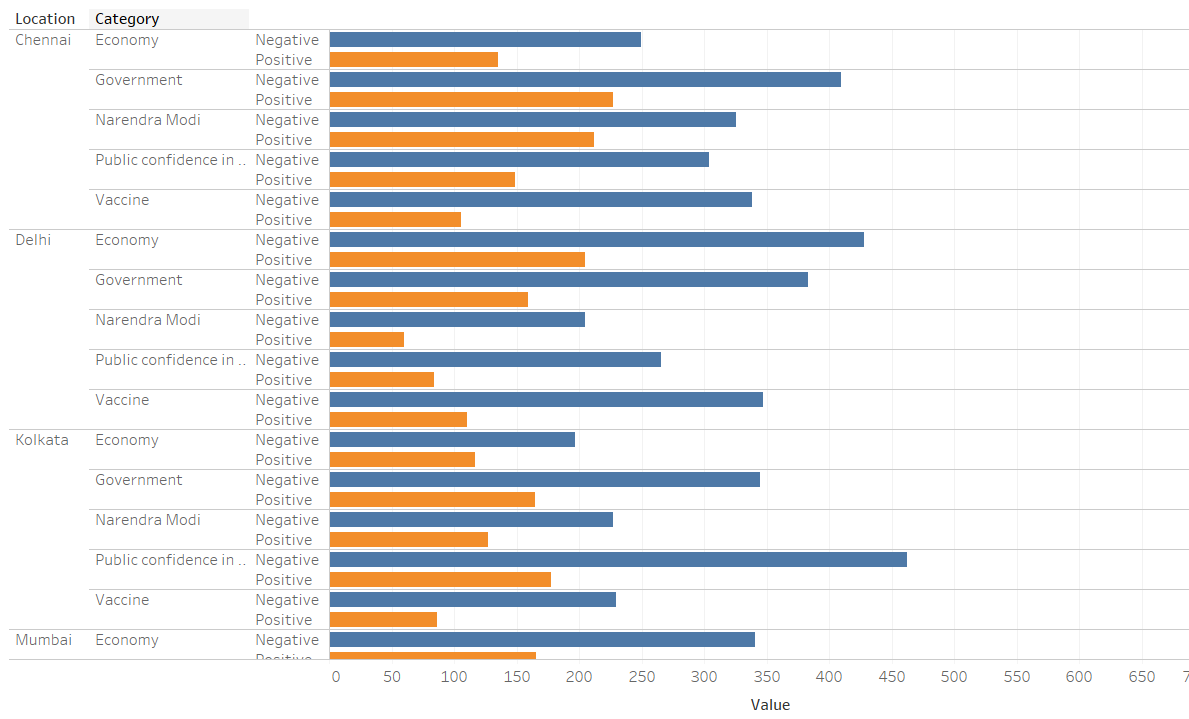 Location Category
Chennai Economy Negative
Positive
Government Negative
Positive
Narendra Modi Negative
Positive
Public confidence in .. Negative
Positive
Vaccine Negative
Positive
Delhi Economy Negative
Positive
Government Negative
Positive
Narendra Modi Negative
Positive
Public confidence in .. Negative
Positive
Vaccine Negative
Positive
Kolkata Economy Negative
Positive
Government Negative
Positive
Narendra Modi Negative
Positive
Public confidence in .. Negative
Positive
Vaccine Negative
Positive
Mumbai Economy Negative
Positive
0 50 100 150 200 250 300 350 400 450 500 550 600 650
Value